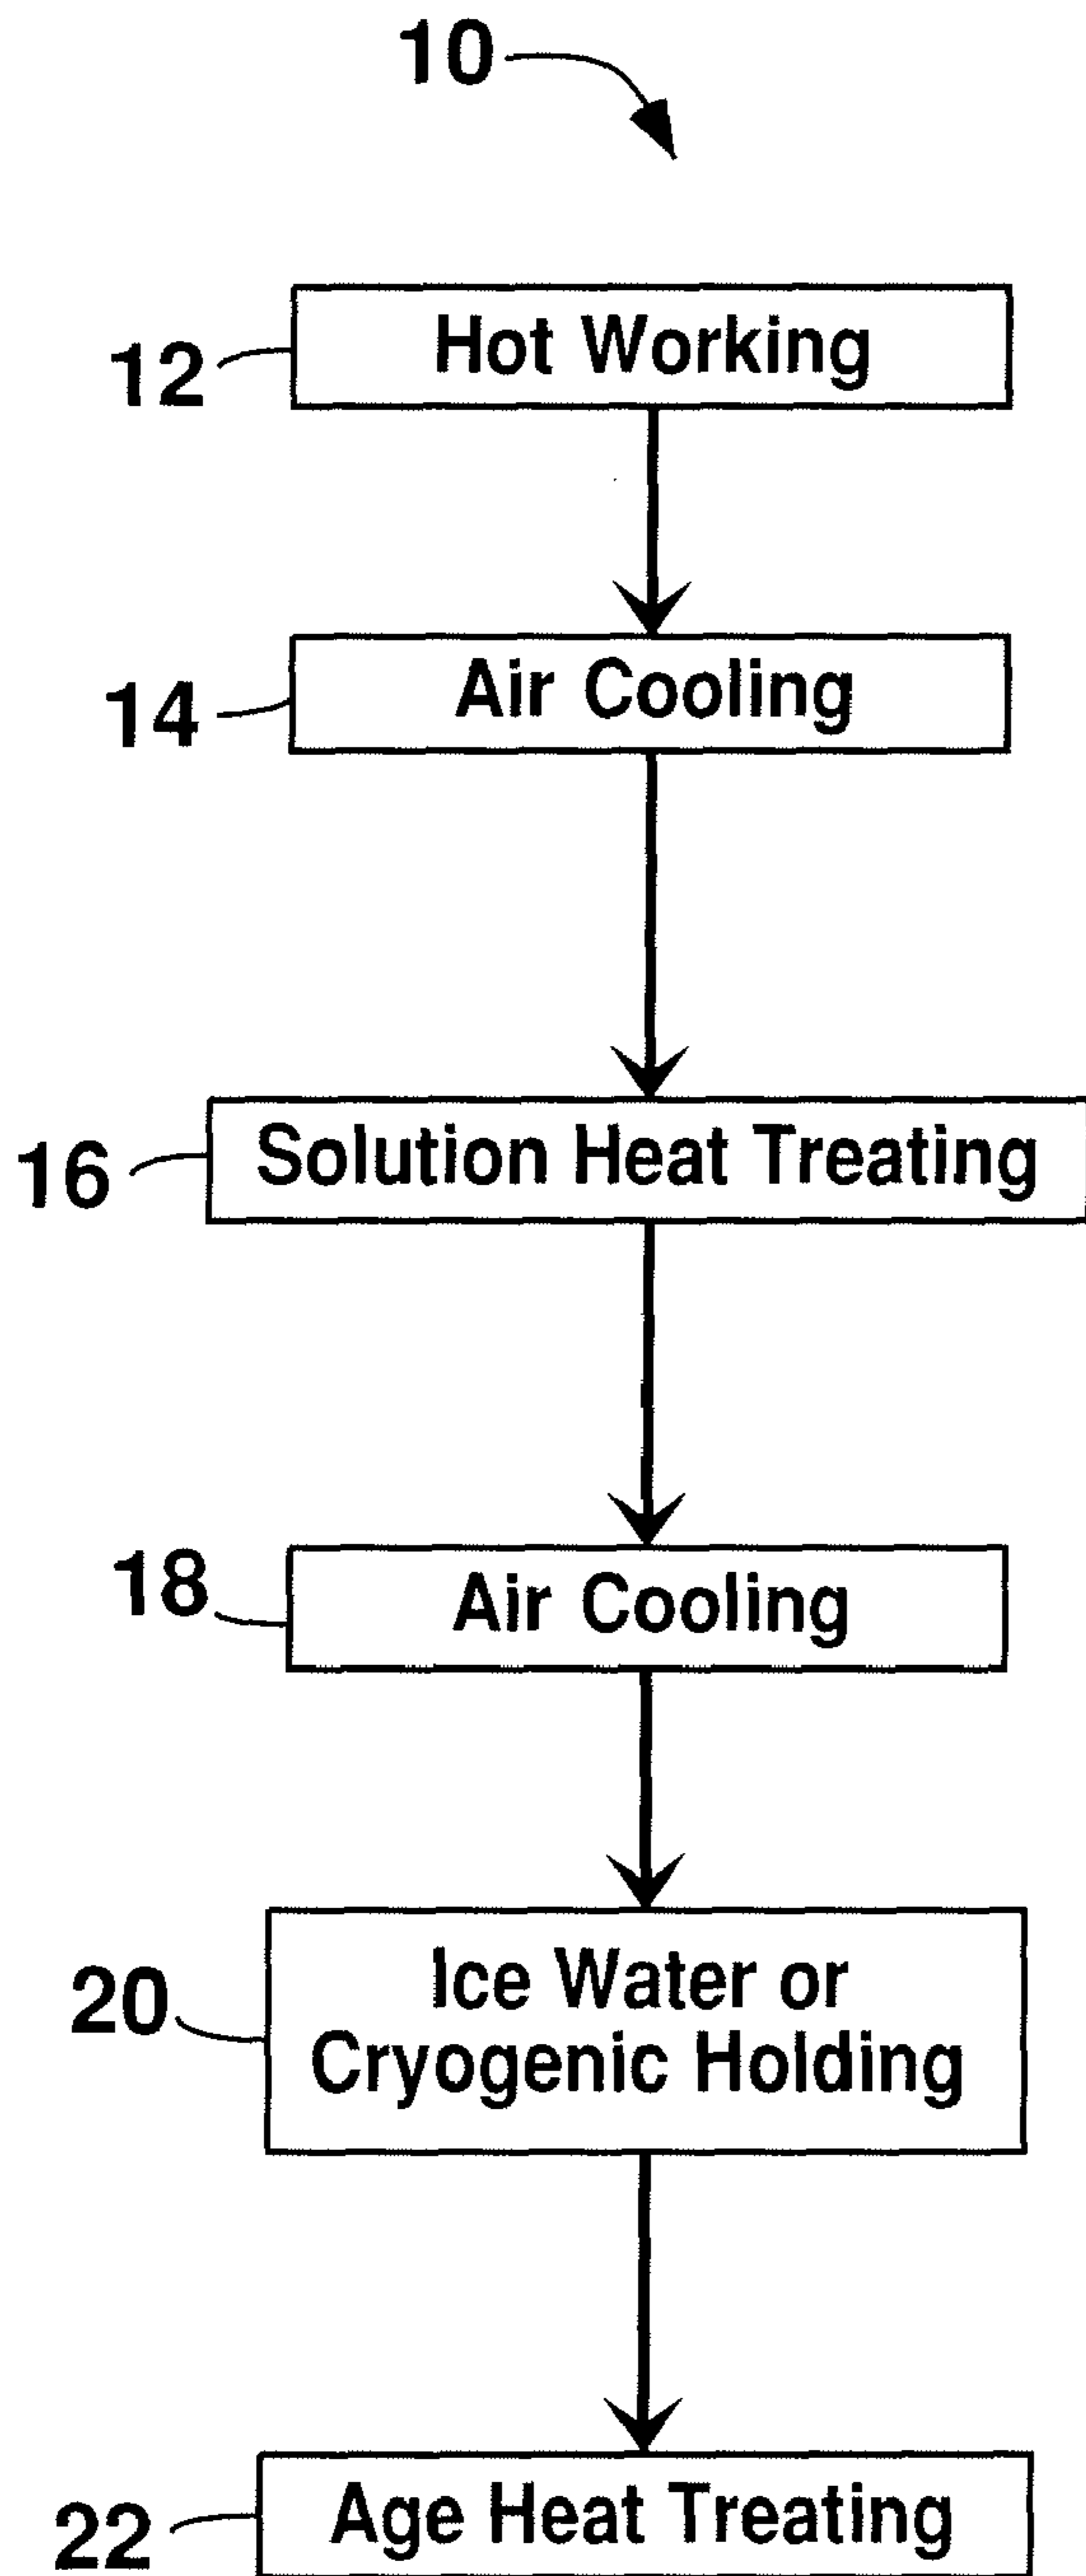 10
12 Hot Working
14 Air Cooling
16 Solution Heat Treating
18 Air Cooling
20 Ice Water or
Cryogenic Holding
22 Age Heat Treating